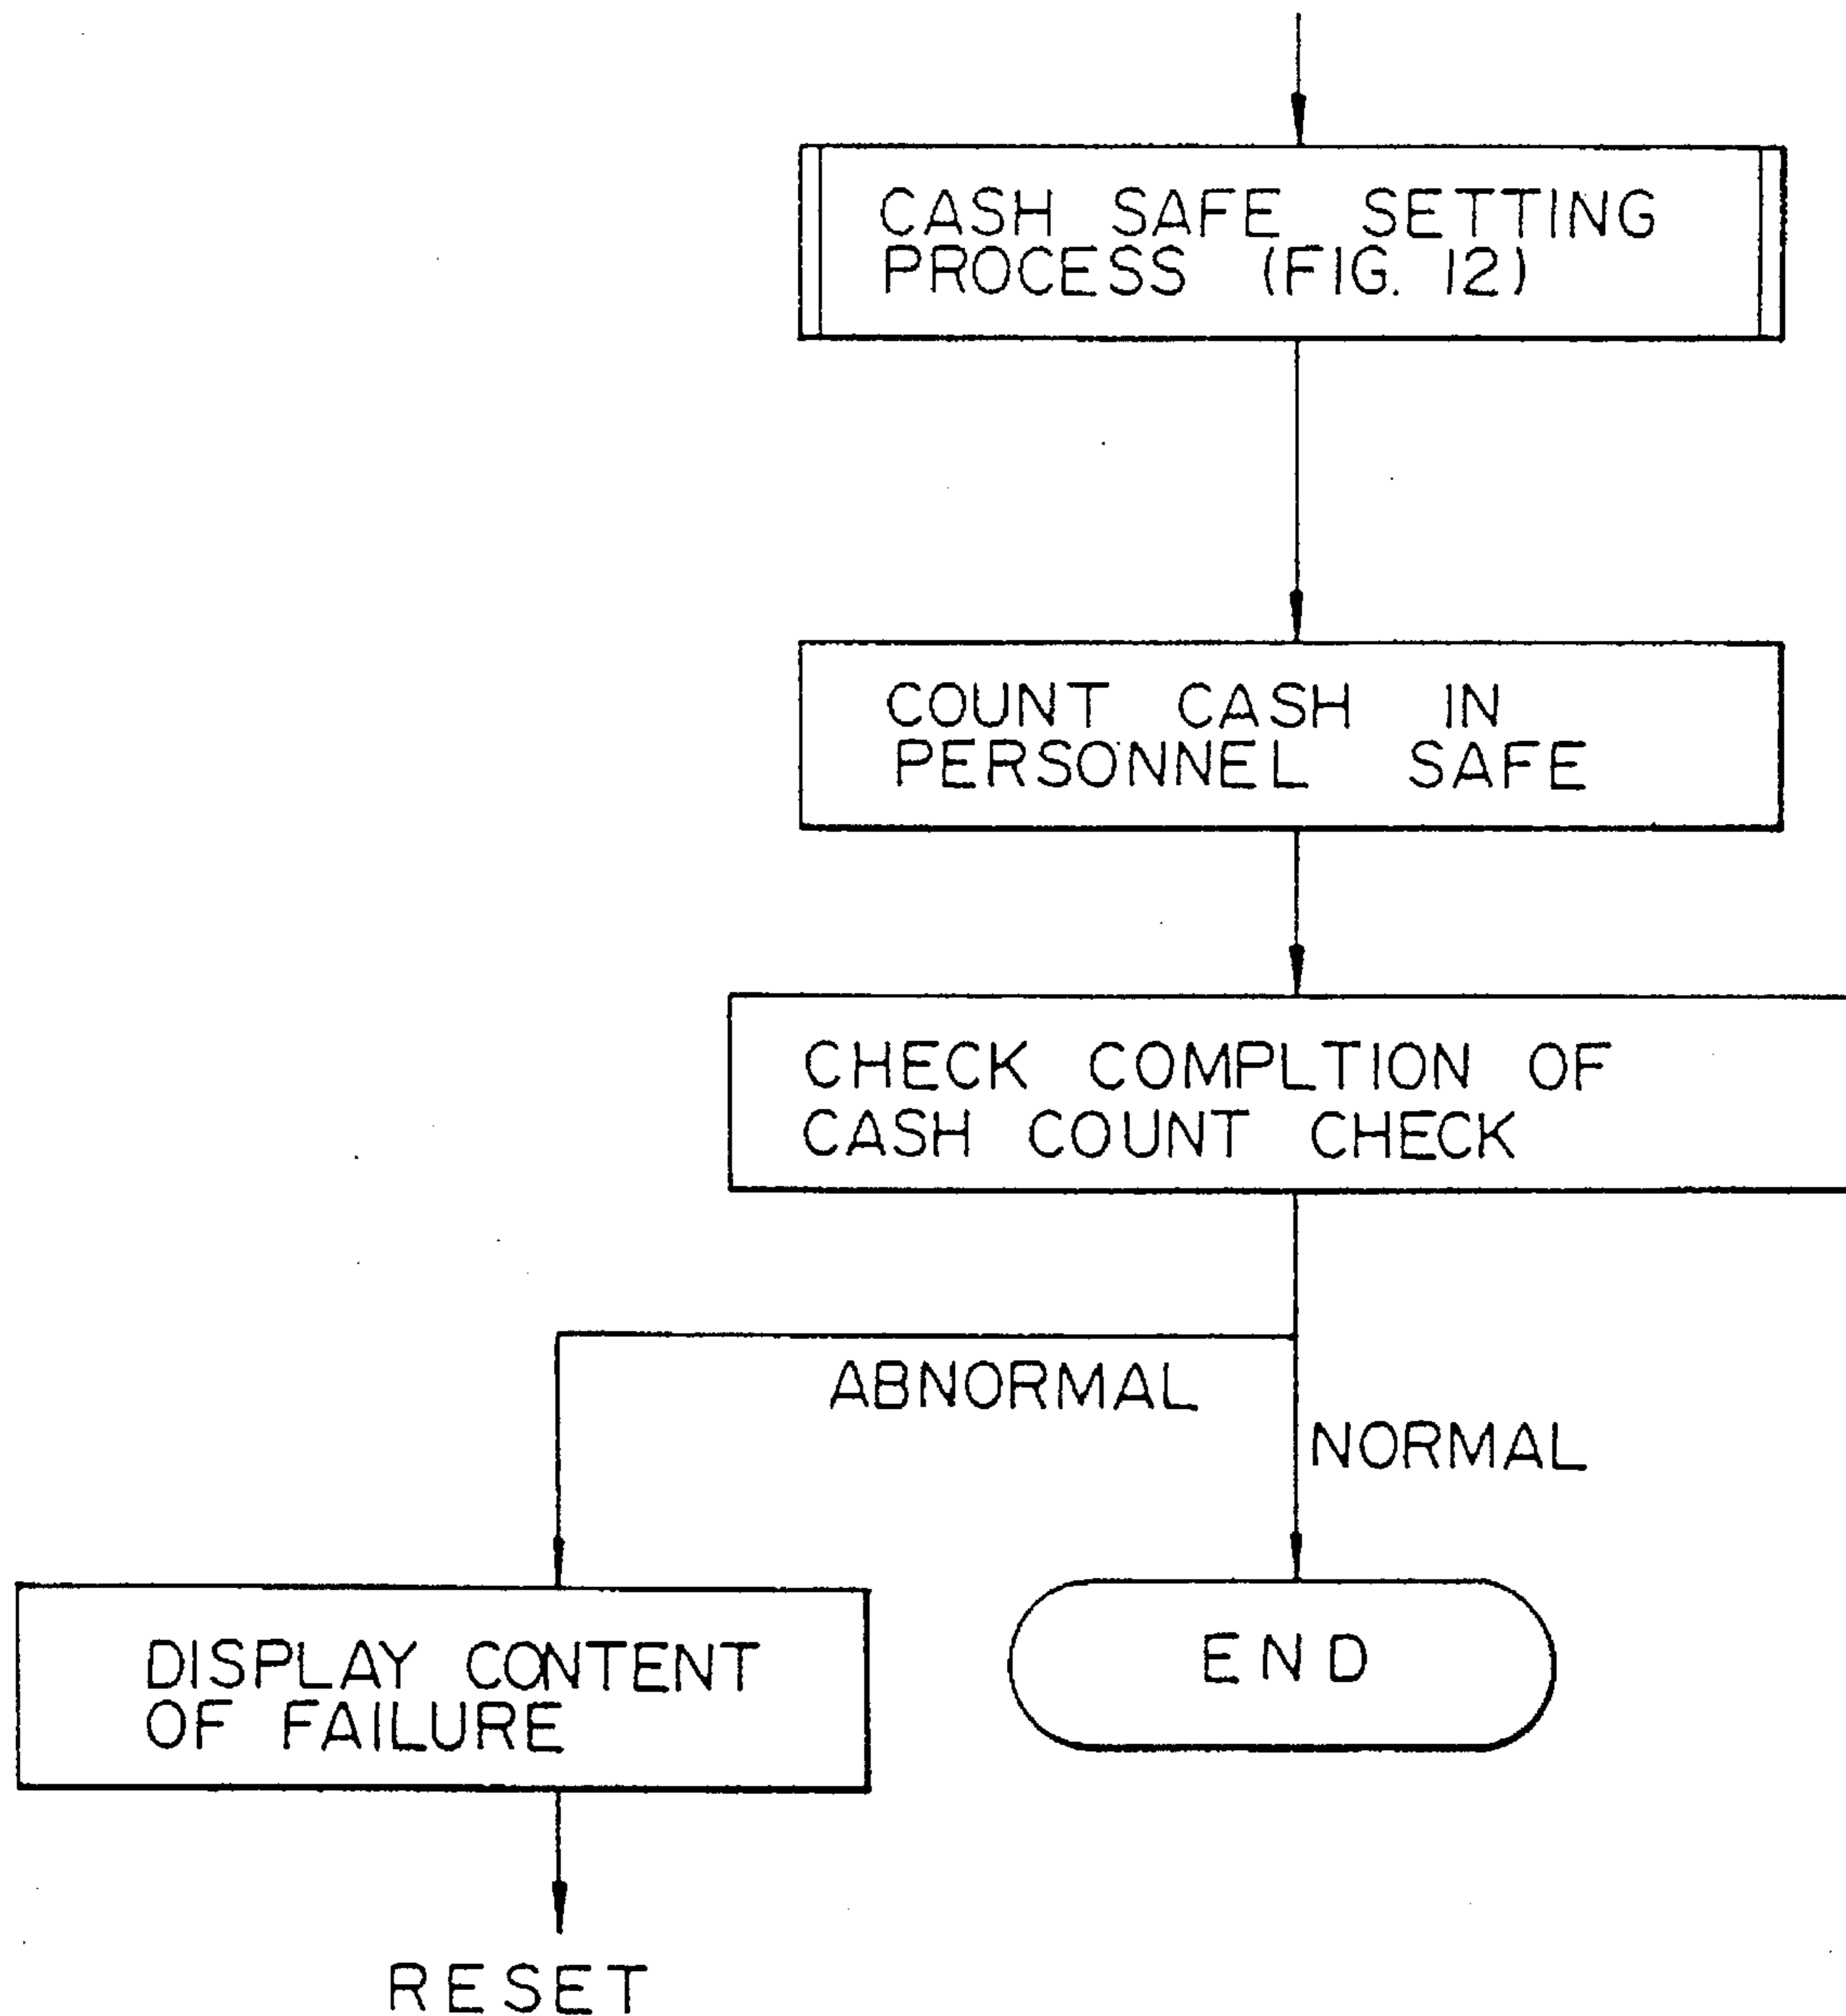 CASH SAFE SETTING
PROCESS (FIG. 12)
COUNT CASH IN
PERSONNEL SAFE
CHECK COMPLTION OF
CASH COUNT CHECK
ABNORMAL
NORMAL
DISPLAY CONTENT
OF FAILURE
END
RESET